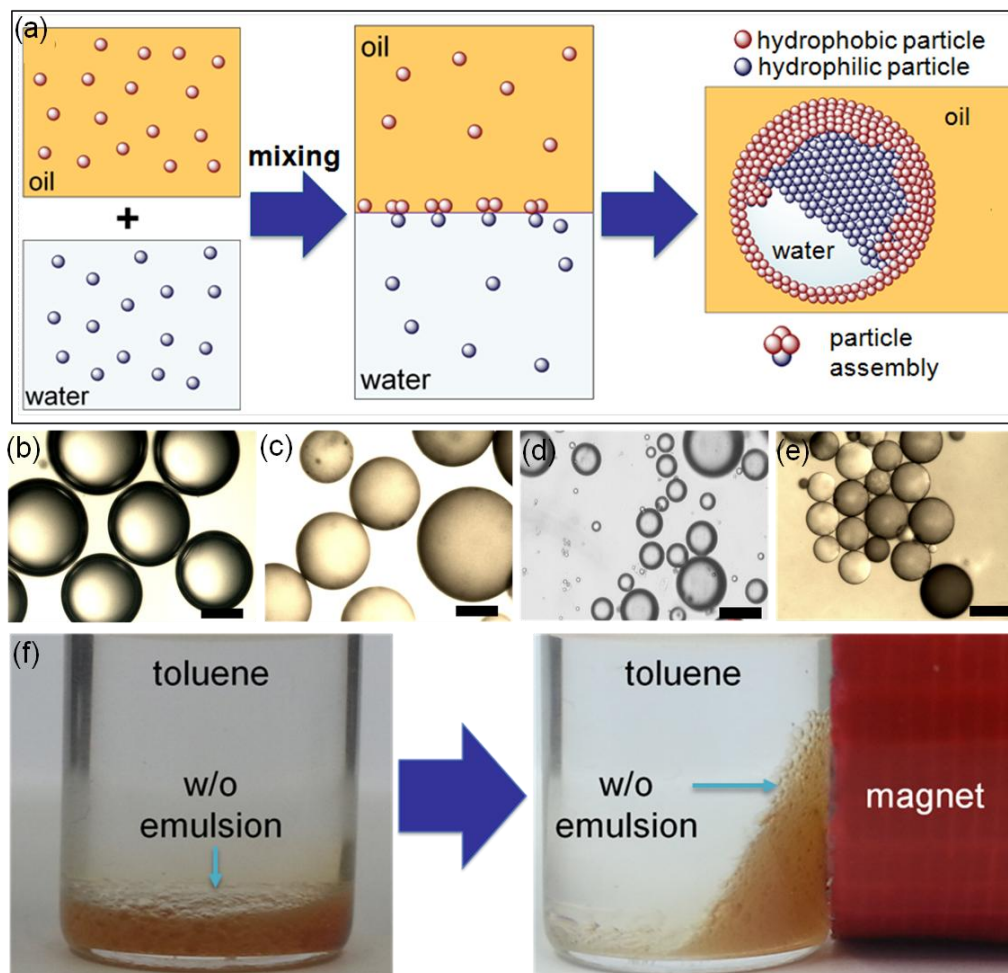 (a)
oil
+
water
mixing
oil
water
hydrophobic particle
hydrophilic particle
oil
water
particle
assembly
(b)
(c)
(d)
(e)
(f)
toluene
w/o
emulsion
toluene
w/o
emulsion
magnet